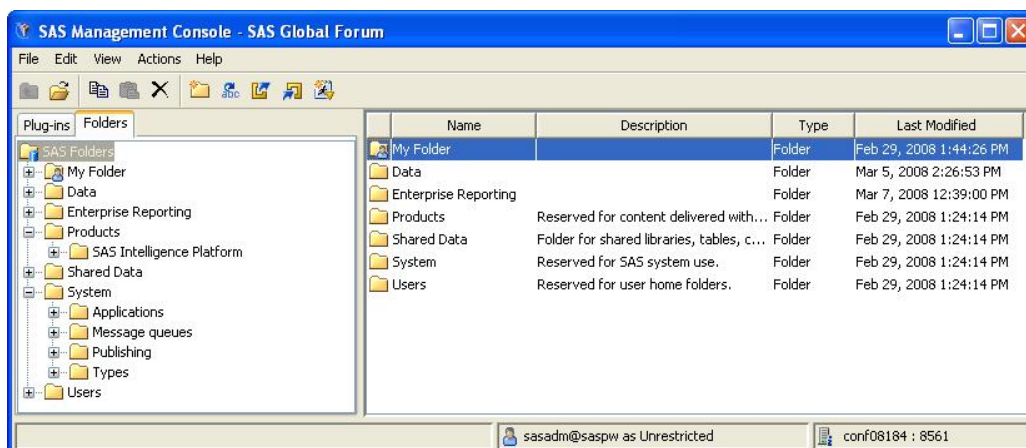 SAS Management Console - SAS Global Forum
File Edit View Actions Help
Plug-ins Folders
SAS Folders
My Folder
Data
Enterprise Reporting
Products
SAS Intelligence Platform
Shared Data
System
Applications
Message queues
Publishing
Types
Users
Name Description Type Last Modified
My Folder Folder Feb 29, 2008 1:44:26 PM
Data Folder Mar 5, 2008 2:26:53 PM
Enterprise Reporting Folder Mar 7, 2008 12:39:00 PM
Products Reserved for content delivered with... Folder Feb 29, 2008 1:24:14 PM
Shared Data Folder for shared libraries, tables, c... Folder Feb 29, 2008 1:24:14 PM
System Reserved for SAS system use. Folder Feb 29, 2008 1:24:14 PM
Users Reserved for user home folders. Folder Feb 29, 2008 1:24:14 PM
sasadm@saspw as Unrestricted conf08184 : 8561